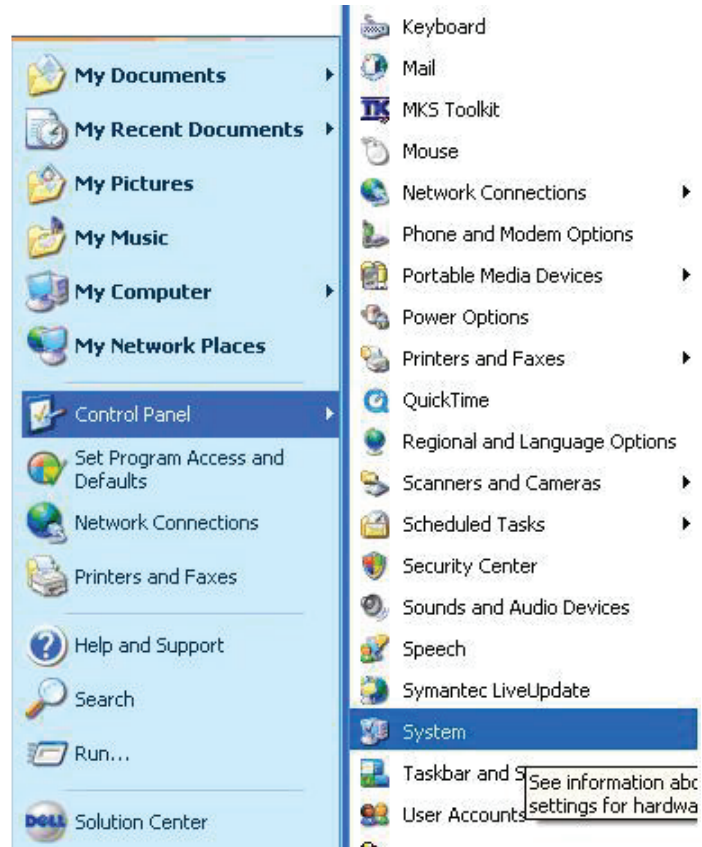 My Documents
My Recent Documents
My Pictures
My Music
My Computer
My Network Places
Control Panel
Set Program Access and
Defaults
Network Connections
Printers and Faxes
Help and Support
Search
Run...
DELL
Solution Center
Keyboard
Mail
MKS Toolkit
Mouse
Network Connections
Phone and Modem Options
Portable Media Devices
Power Options
Printers and Faxes
QuickTime
Regional and Language Options
Scanners and Cameras
Scheduled Tasks
Security Center
Sounds and Audio Devices
Speech
Symantec LiveUpdate
System
Taskbar and S
See information abo
settings for hardwa
User Accounts